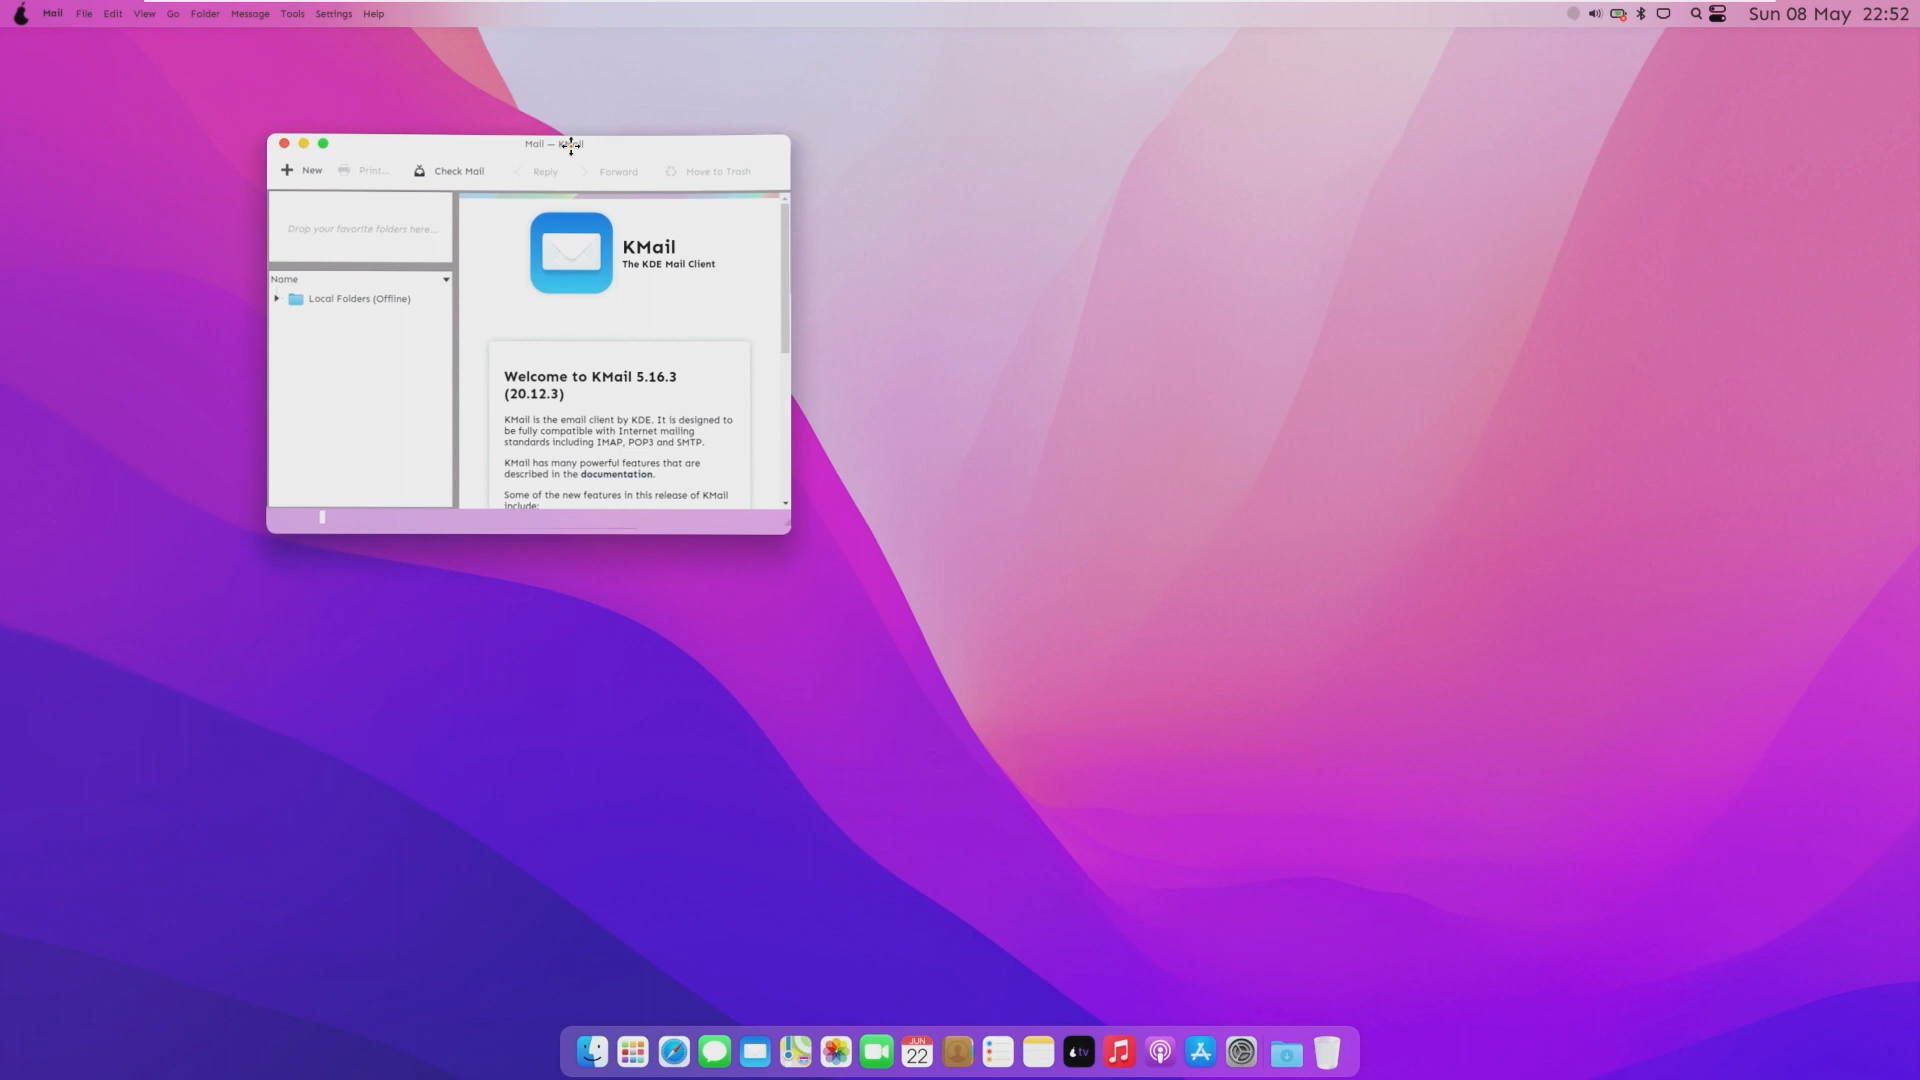 Mail File Edit View Go Folder Message Tools Settings Help
Sun 08 May 22:52
Mail — KMail
New Print... Check Mail Reply Forward Move to Trash
Drop your favorite folders here...
Name
Local Folders (Offline)
KMail
The KDE Mail Client
Welcome to KMail 5.16.3
(20.12.3)
KMail is the email client by KDE. It is designed to
be fully compatible with Internet mailing
standards including IMAP, POP3 and SMTP.
KMail has many powerful features that are
described in the documentation.
Some of the new features in this release of KMail
include:
JUN
22
tv